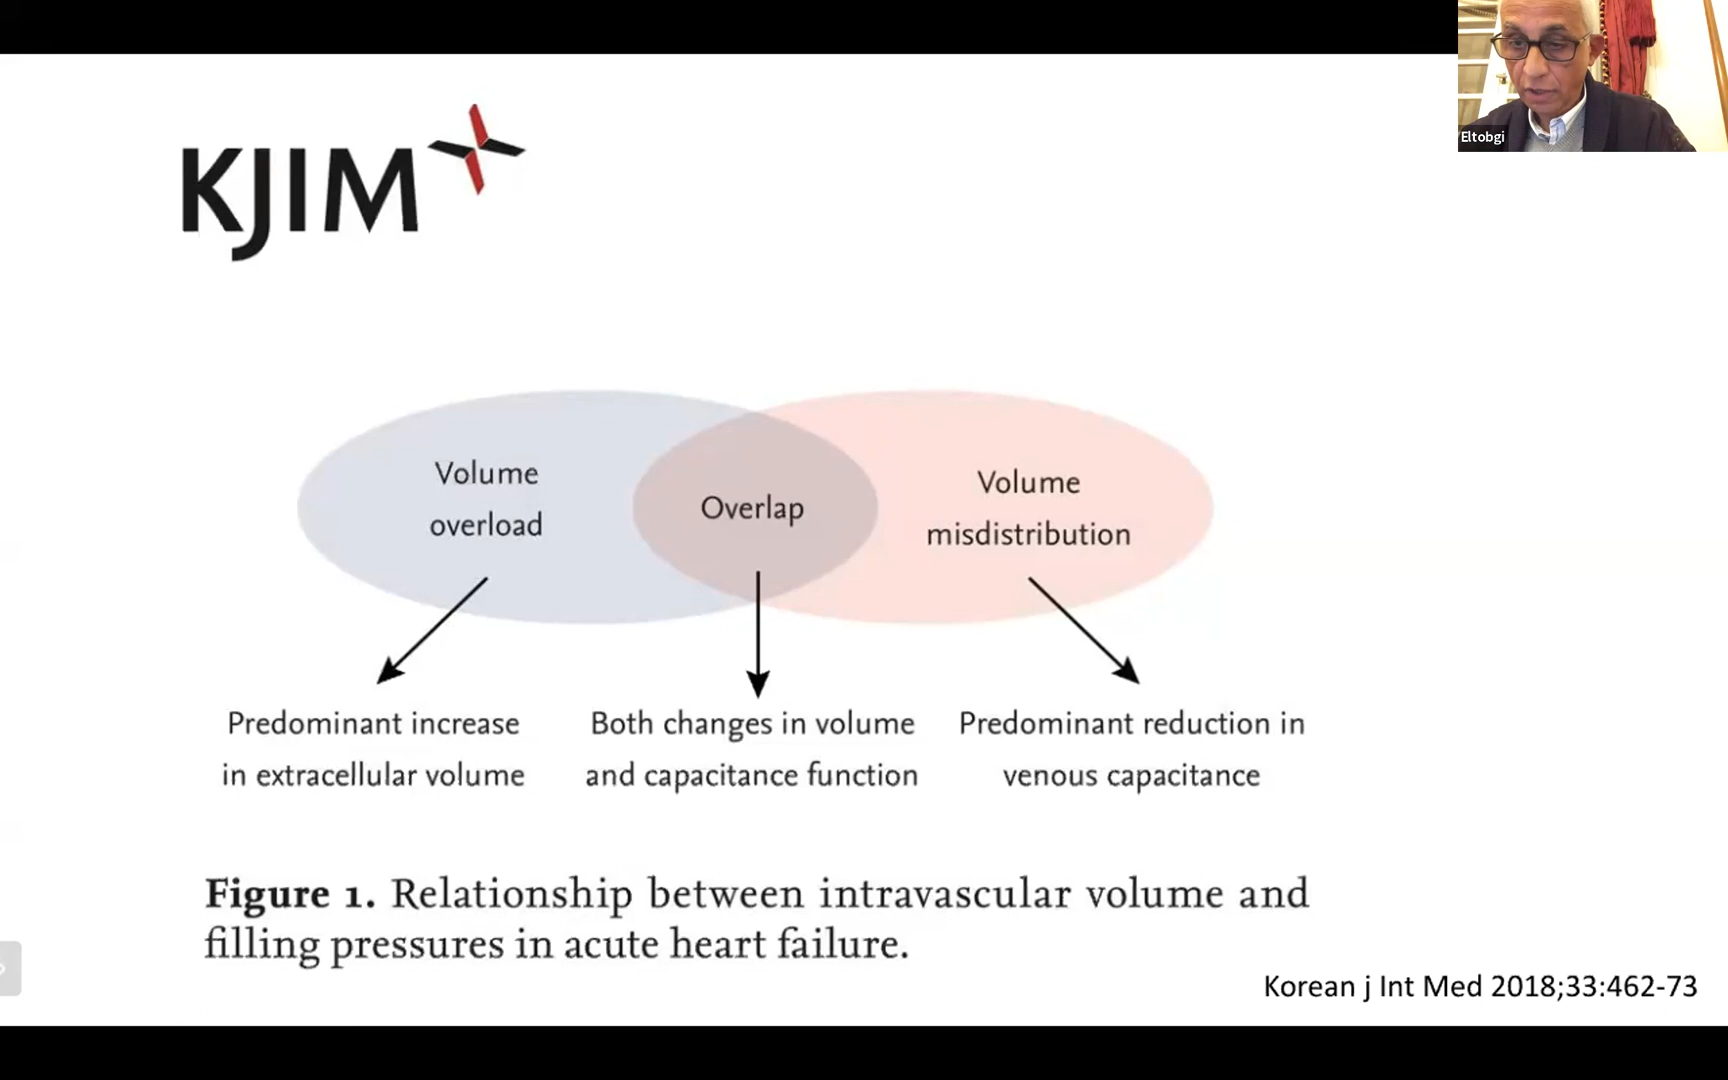 Eltobgi
KJIM
Volume
overload
Overlap
Volume
misdistribution
Predominant increase
in extracellular volume
Both changes in volume
and capacitance function
Predominant reduction in
venous capacitance
Figure 1. Relationship between intravascular volume and
filling pressures in acute heart failure.
Korean j Int Med 2018;33:462-73